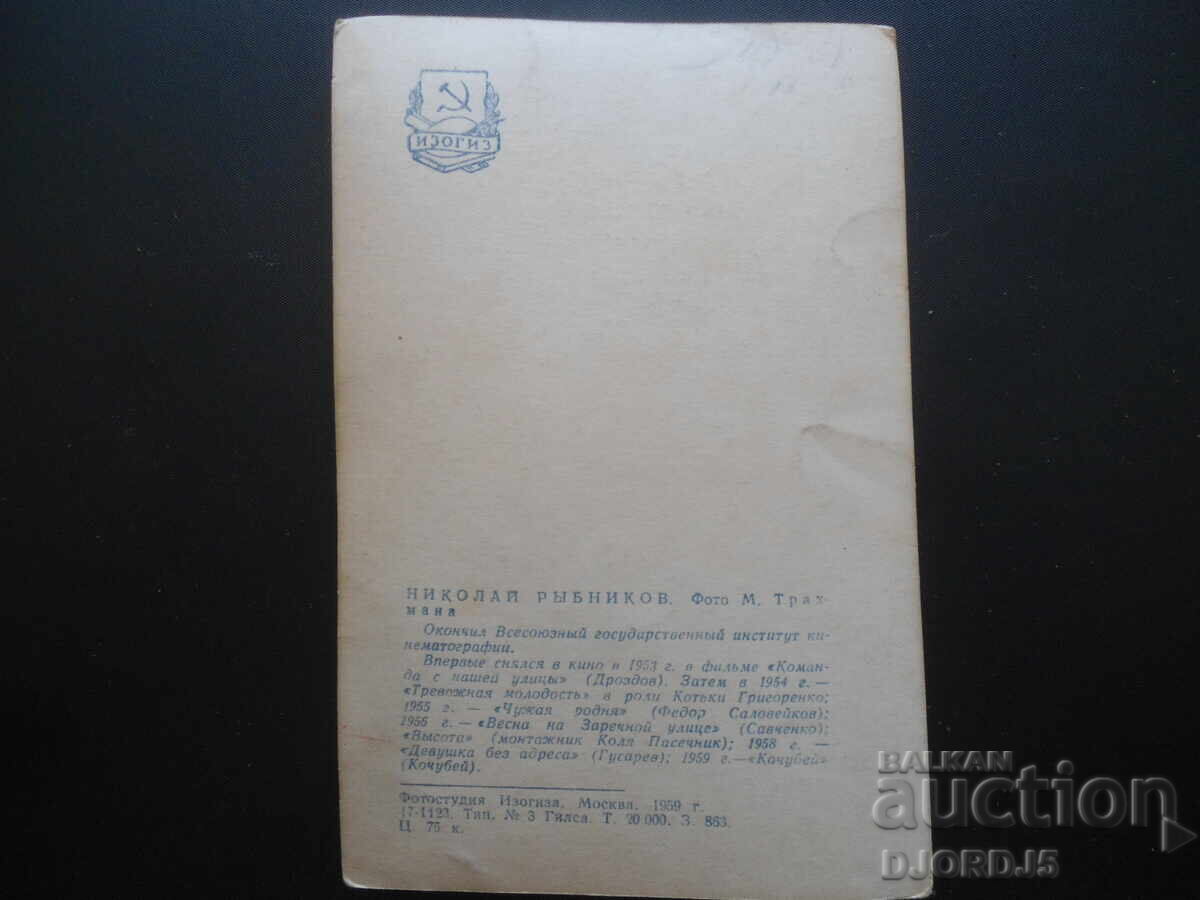 ИЗОГИЗ
НИКОЛАЙ РЫБНИКОВ. Фото М. Трах-
мана
Окончил Всесоюзный государственный институт ки-
нематографии.
Впервые снялся в кино в 1953 г. в фильме «Коман-
да с нашей улицы» (Дроздов). Затем в 1954 г. —
«Тревожная молодость» в роли Котьки Григоренко;
1955 г. — «Чужая родня» (Федор Саловейков);
1956 г. — «Весна на Заречной улице» (Савченко);
«Высота» (монтажник Коля Пасечник); 1958 г. —
«Девушка без адреса» (Гусарев); 1959 г. — «Кочубей»
(Кочубей).
Фотостудия Изогиза. Москва. 1959 г.
17-1123. Тип. № 3 Гилса. Т. 20 000. З. 863.
Ц. 75 к.
BALKAN
auction
DJORDJ5